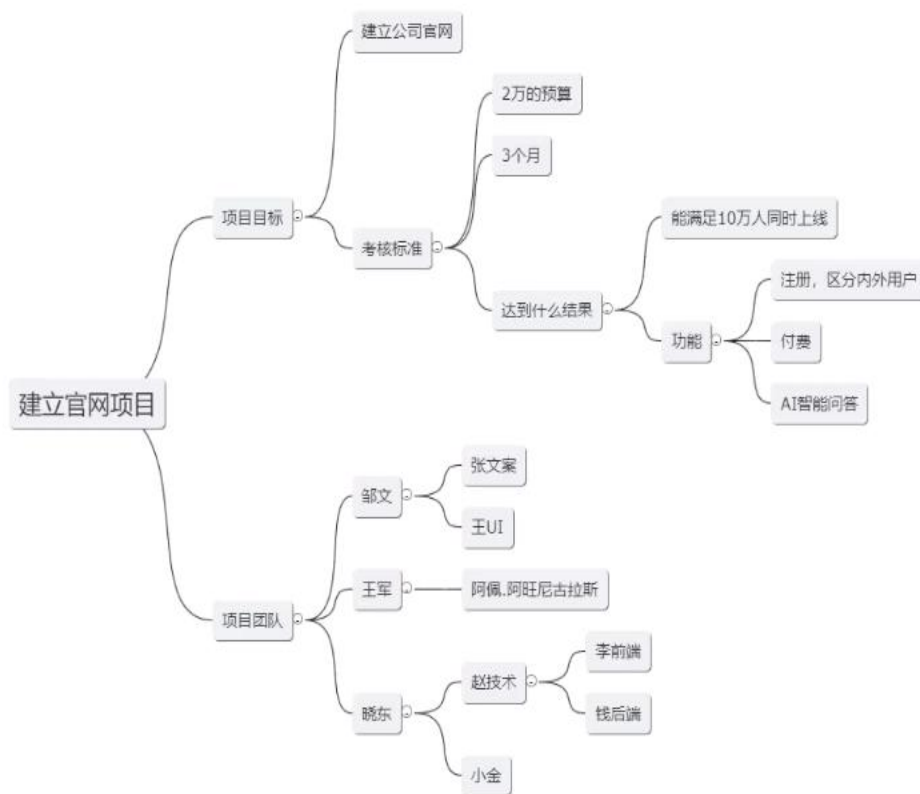 建立官网项目
项目目标
建立公司官网
考核标准
2万的预算
3个月
达到什么结果
能满足10万人同时上线
功能
注册，区分内外用户
付费
AI智能问答
项目团队
邹文
张文案
王UI
王军
阿佩.阿旺尼古拉斯
晓东
赵技术
李前端
钱后端
小金